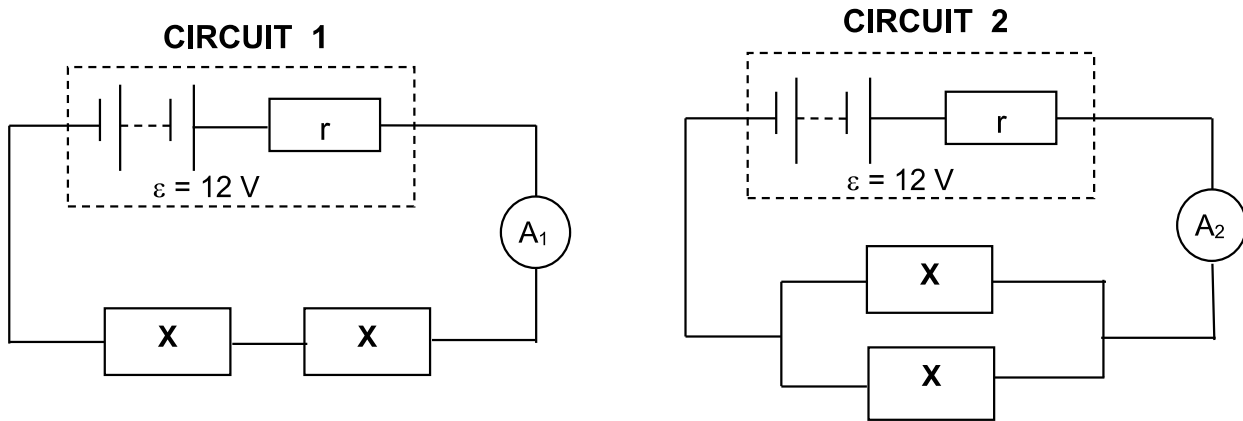 CIRCUIT 1
r
ε = 12 V
A₁
X
X
CIRCUIT 2
r
ε = 12 V
A₂
X
X